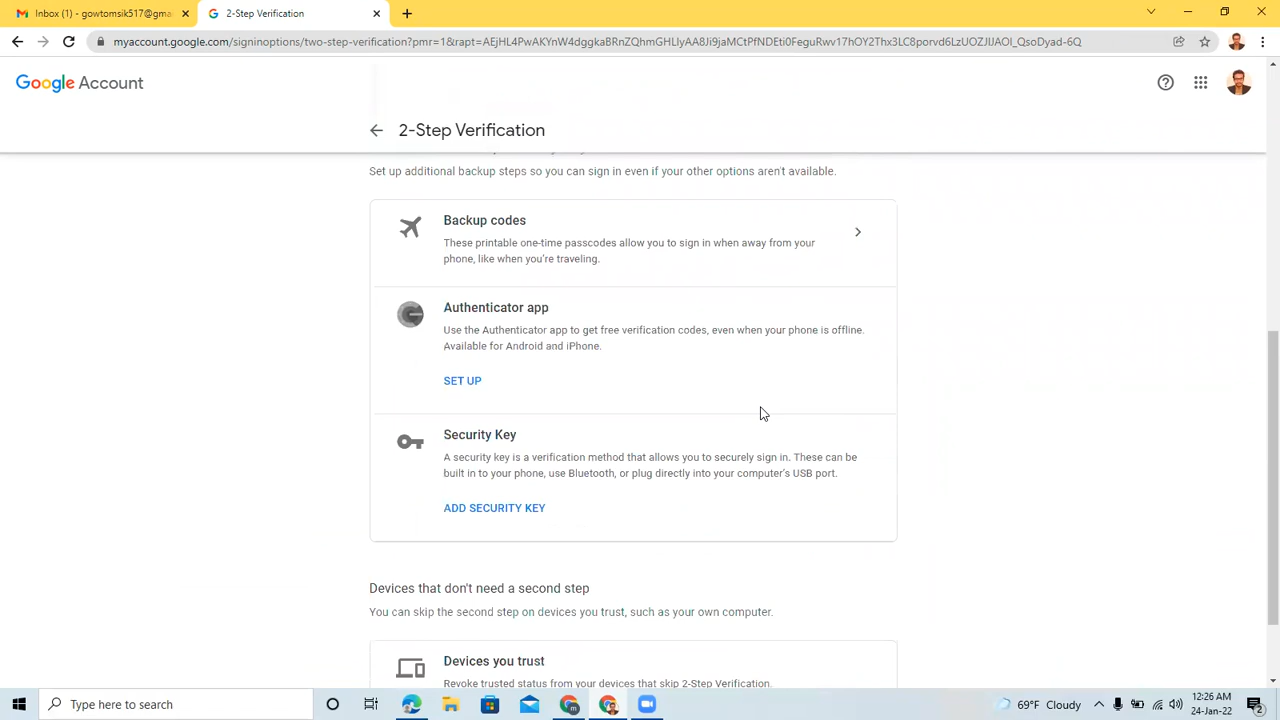 Inbox (1) - gowtomsik517@gma
2-Step Verification
myaccount.google.com/signinoptions/two-step-verification?pmr=1&rapt=AEjHL4PwAKYnW4dggkaBRnZQhmGHLIyAA8Ji9jaMCtPfNDEti0FeguRwv17hOY2Thx3LC8porvd6LzUOZJIJAOl_QsoDyad-6Q
Google Account
2-Step Verification
Set up additional backup steps so you can sign in even if your other options aren't available.
Backup codes
These printable one-time passcodes allow you to sign in when away from your
phone, like when you're traveling.
Authenticator app
Use the Authenticator app to get free verification codes, even when your phone is offline.
Available for Android and iPhone.
SET UP
Security Key
A security key is a verification method that allows you to securely sign in. These can be
built in to your phone, use Bluetooth, or plug directly into your computer's USB port.
ADD SECURITY KEY
Devices that don't need a second step
You can skip the second step on devices you trust, such as your own computer.
Devices you trust
Revoke trusted status from your devices that skip 2-Step Verification.
Type here to search
69°F Cloudy
12:26 AM
24-Jan-22
2